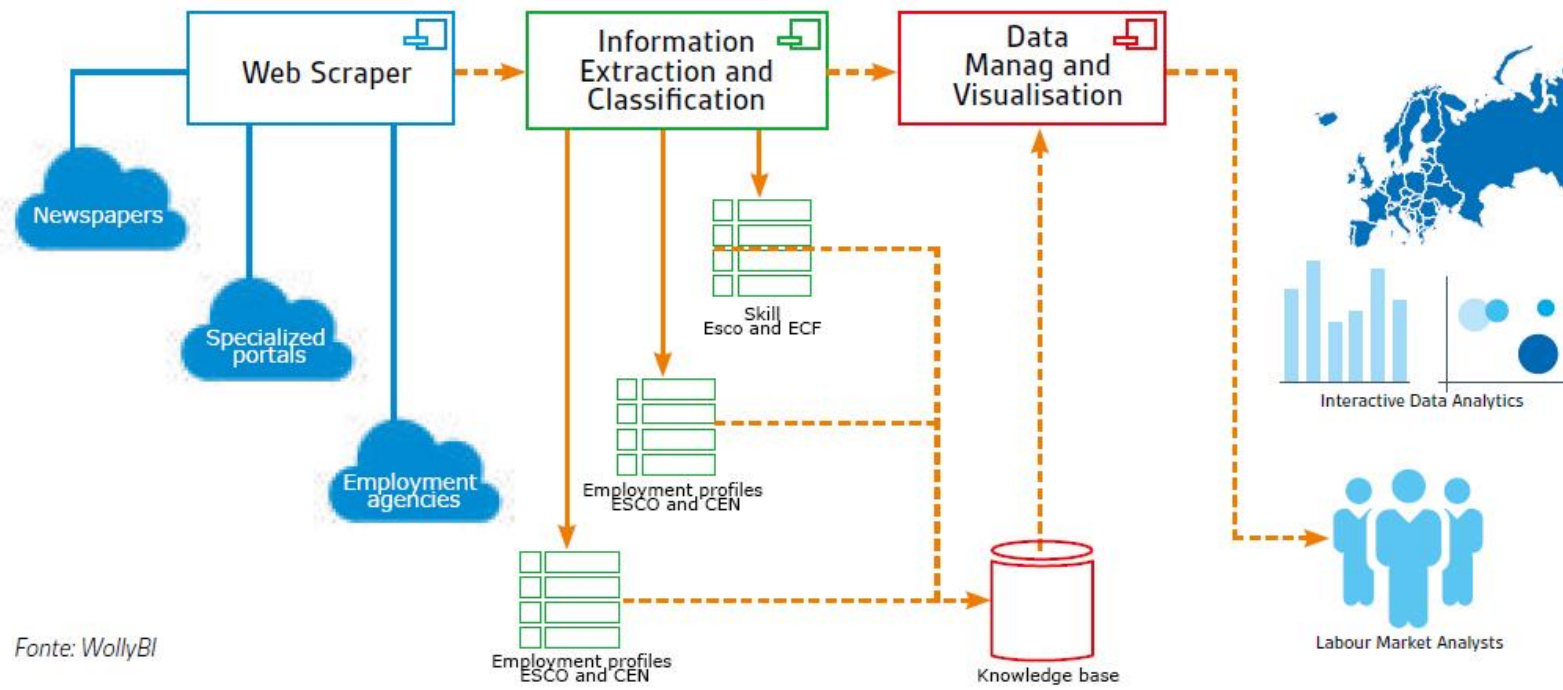 Web Scraper
Information
Extraction and
Classification
Data
Manag and
Visualisation
Newspapers
Specialized
portals
Employment
agencies
Skill
Esco and ECF
Employment profiles
ESCO and CEN
Employment profiles
ESCO and CEN
Knowledge base
Interactive Data Analytics
Labour Market Analysts
Fonte: WollyBI